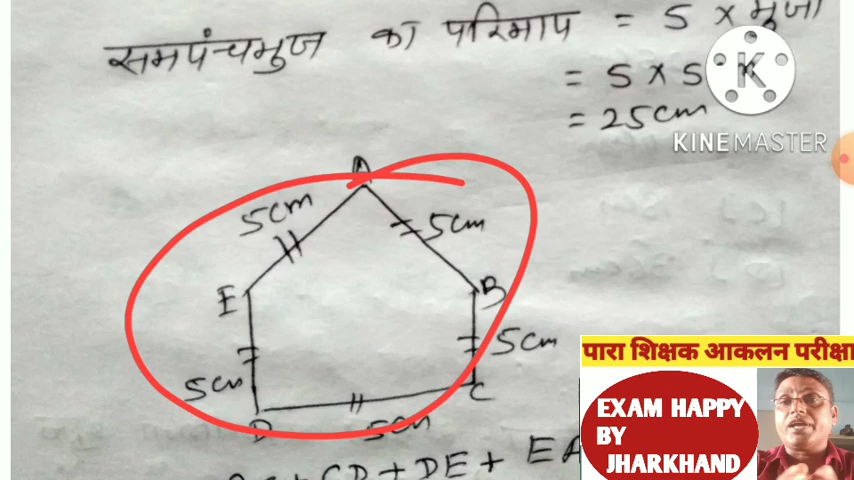 समपंचभुज का परिमाप = 5 × भुजा
= 5 × 5
= 25cm
K
KINEMASTER
A
5cm
5cm
E
B
5cm
5cm
C
D
5cm
+ CD + DE + EA
पारा शिक्षक आकलन परीक्षा
EXAM HAPPY
BY
JHARKHAND